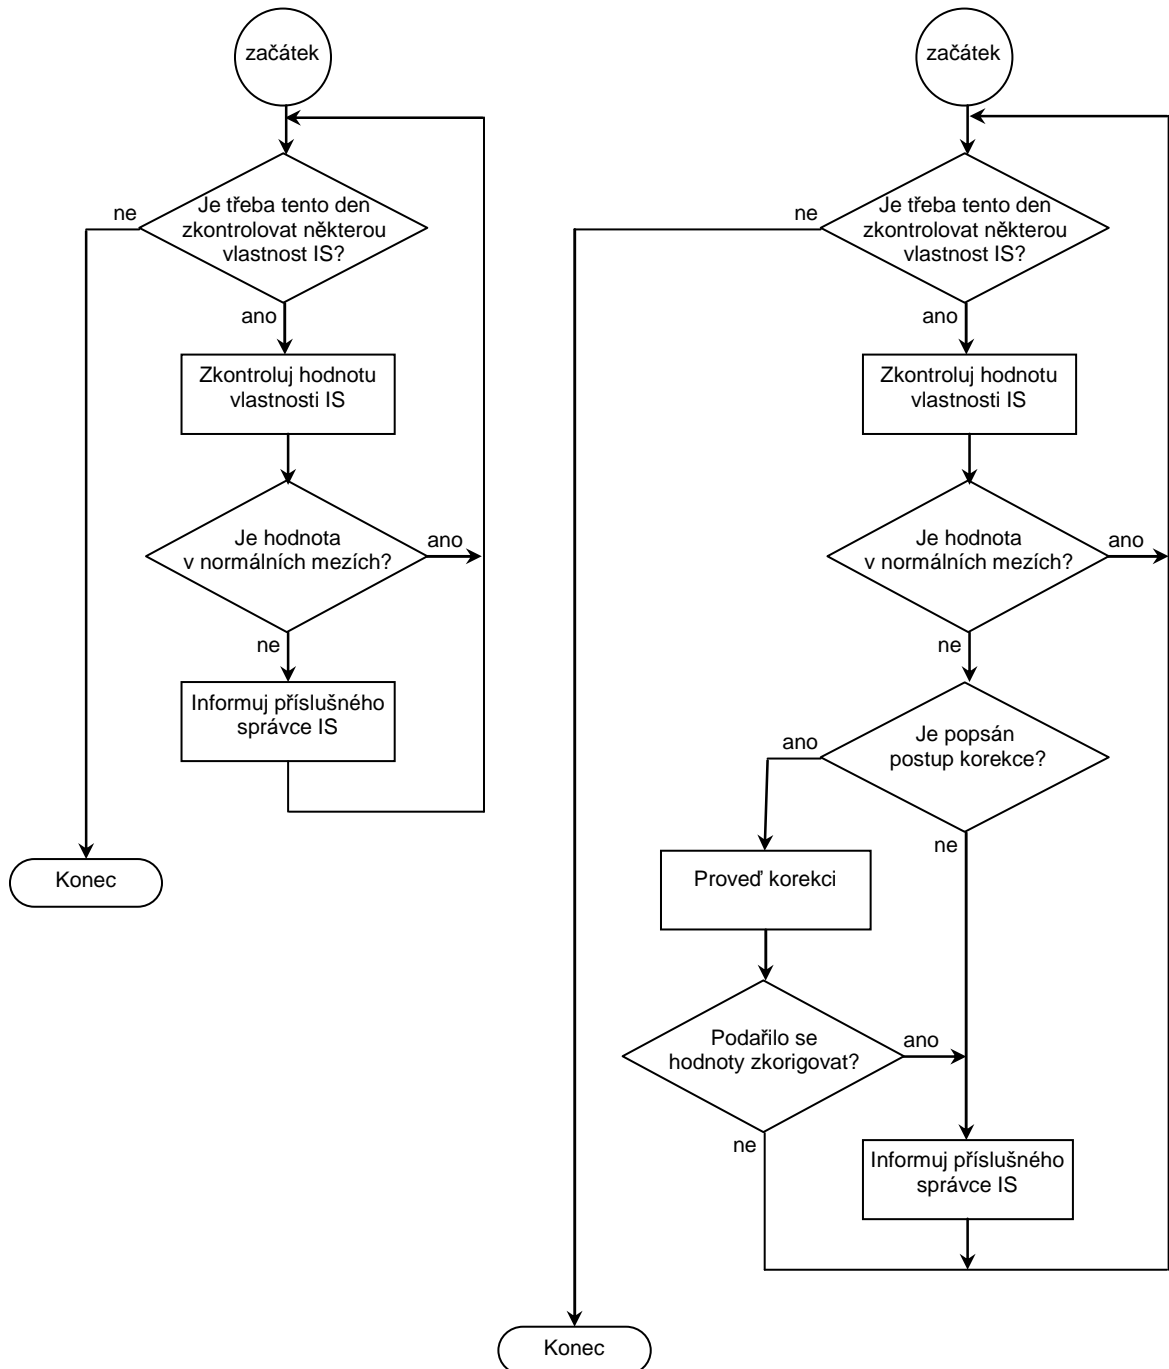 začátek
ne
Je třeba tento den
zkontrolovat některou
vlastnost IS?
ano
Zkontroluj hodnotu
vlastnosti IS
Je hodnota
v normálních mezích?
ano
ne
Informuj příslušného
správce IS
Konec
začátek
ne
Je třeba tento den
zkontrolovat některou
vlastnost IS?
ano
Zkontroluj hodnotu
vlastnosti IS
Je hodnota
v normálních mezích?
ano
ne
ano
Je popsán
postup korekce?
ne
Proveď korekci
Podařilo se
hodnoty zkorigovat?
ano
ne
Informuj příslušného
správce IS
Konec